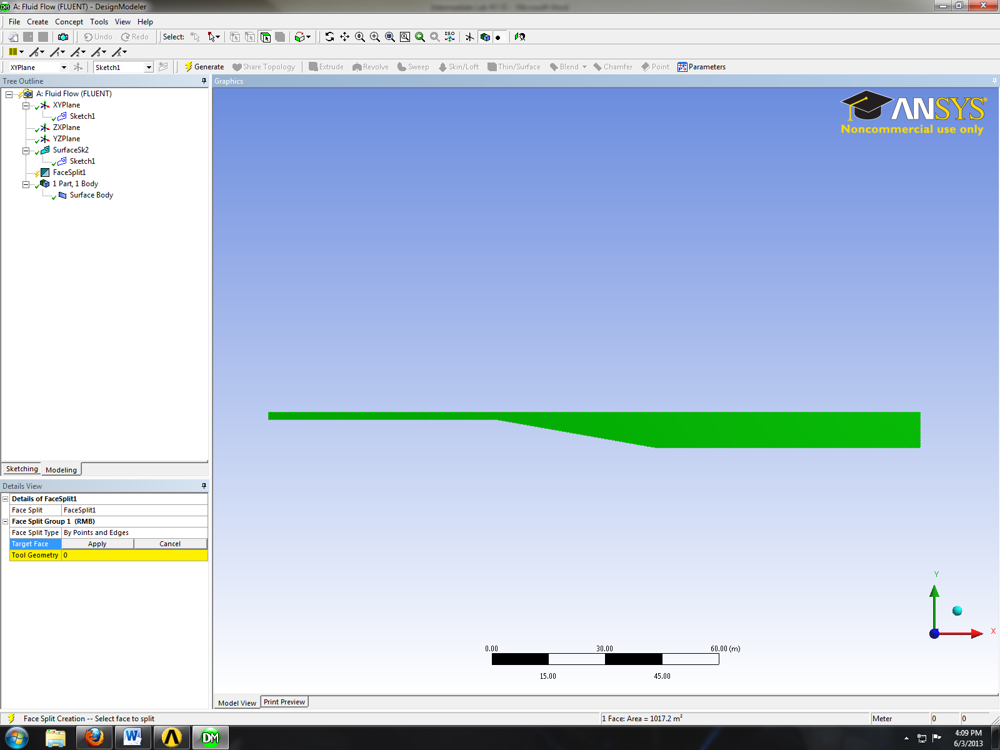 A: Fluid Flow (FLUENT) - DesignModeler
File Create Concept Tools View Help
Undo Redo Select: ISO
0 1 2 3 x
XYPlane Sketch1 Generate Share Topology Extrude Revolve Sweep Skin/Loft Thin/Surface Blend Chamfer Point Parameters
Tree Outline
Graphics
A: Fluid Flow (FLUENT)
XYPlane
Sketch1
ZXPlane
YZPlane
SurfaceSk2
Sketch1
FaceSplit1
1 Part, 1 Body
Surface Body
ANSYS
Noncommercial use only
Sketching Modeling
Details View
Details of FaceSplit1
Face Split FaceSplit1
Face Split Group 1 (RMB)
Face Split Type By Points and Edges
Target Face Apply Cancel
Tool Geometry 0
Y
X
0.00 30.00 60.00 (m)
15.00 45.00
Model View Print Preview
Face Split Creation -- Select face to split 1 Face: Area = 1017.2 m² Meter 0 0
W DM
4:09 PM
6/3/2013